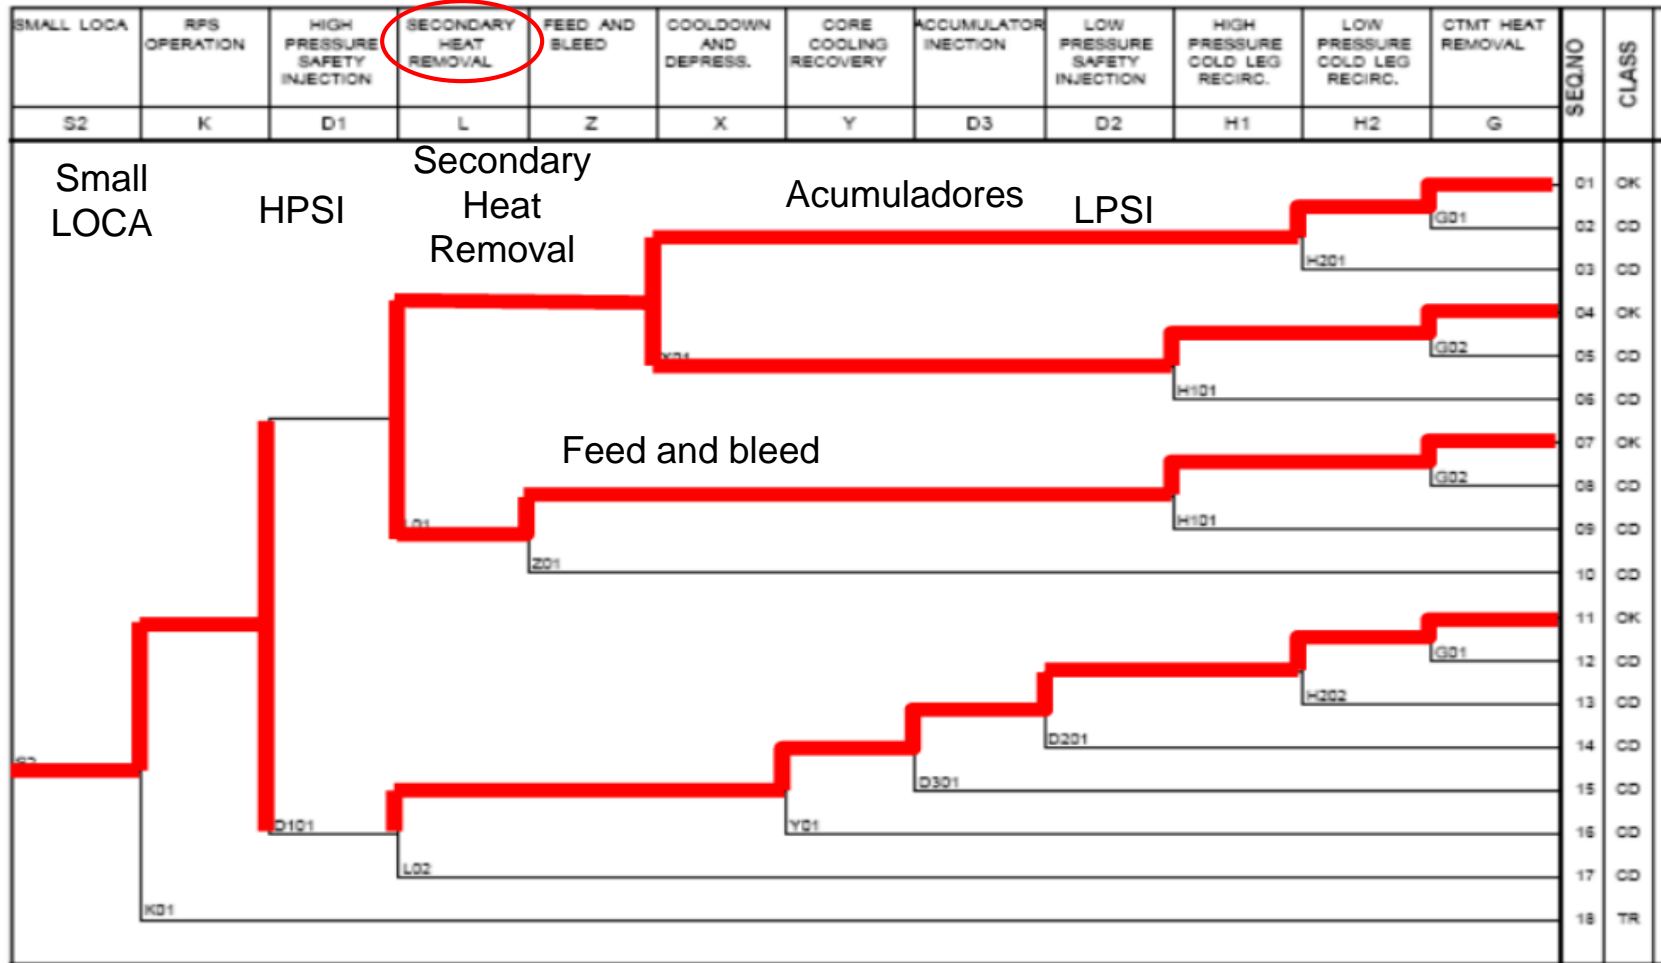 SMALL LOCA
RPS
OPERATION
HIGH
PRESSURE
SAFETY
INJECTION
SECONDARY
HEAT
REMOVAL
FEED AND
BLEED
COOLDOWN
AND
DEPRESS.
CORE
COOLING
RECOVERY
ACCUMULATOR
INECTION
LOW
PRESSURE
SAFETY
INJECTION
HIGH
PRESSURE
COLD LEG
RECIRC.
LOW
PRESSURE
COLD LEG
RECIRC.
CTMT HEAT
REMOVAL
SEQ.NO
CLASS
S2 K D1 L Z X Y D3 D2 H1 H2 G
Small
LOCA
HPSI
Secondary
Heat
Removal
Acumuladores
LPSI
01 OK
G01
02 CD
H201
03 CD
04 OK
G02
X01
05 CD
H101
06 CD
Feed and bleed
07 OK
G02
08 CD
L01
H101
09 CD
Z01
10 CD
11 OK
G01
12 CD
H202
13 CD
D201
14 CD
S2
D301
15 CD
D101
Y01
16 CD
L02
17 CD
K01
18 TR